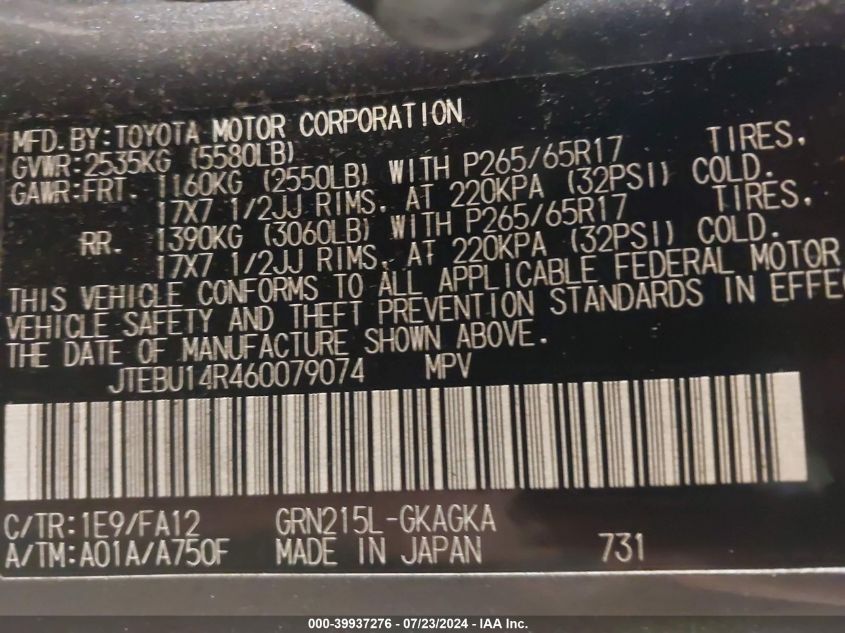 MFD.BY:TOYOTA MOTOR CORPORATION
GVWR:2535KG (5580LB)
GAWR:FRT. 1160KG (2550LB) WITH P265/65R17 TIRES,
17X7 1/2JJ RIMS, AT 220KPA (32PSI) COLD.
RR. 1390KG (3060LB) WITH P265/65R17 TIRES,
17X7 1/2JJ RIMS, AT 220KPA (32PSI) COLD.
THIS VEHICLE CONFORMS TO ALL APPLICABLE FEDERAL MOTOR
VEHICLE SAFETY AND THEFT PREVENTION STANDARDS IN EFFE
THE DATE OF MANUFACTURE SHOWN ABOVE.
JTEBU14R460079074 MPV
C/TR:1E9/FA12 GRN215L-GKAGKA
A/TM:A01A/A750F MADE IN JAPAN 731
000-39937276 - 07/23/2024 - IAA Inc.